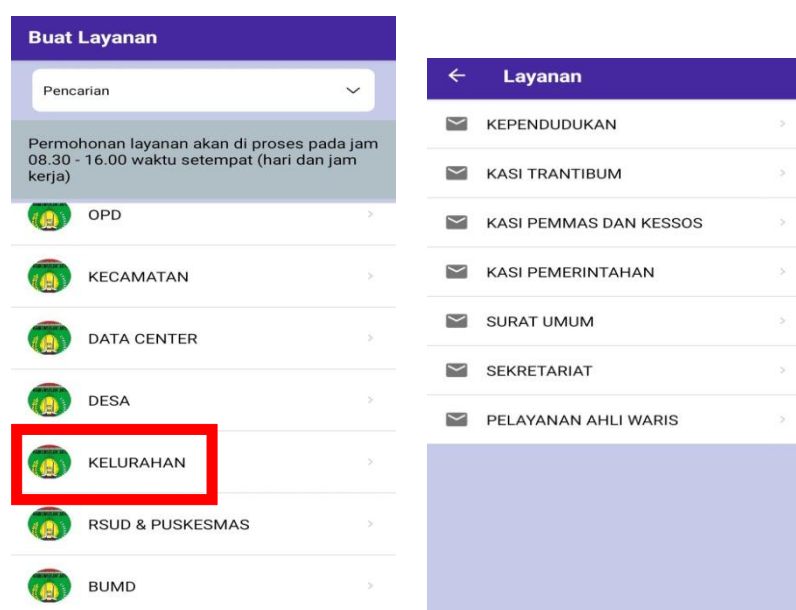 Buat Layanan
Pencarian
Permohonan layanan akan di proses pada jam
08.30 - 16.00 waktu setempat (hari dan jam
kerja)
OPD
KECAMATAN
DATA CENTER
DESA
KELURAHAN
RSUD & PUSKESMAS
BUMD
Layanan
KEPENDUDUKAN
KASI TRANTIBUM
KASI PEMMAS DAN KESSOS
KASI PEMERINTAHAN
SURAT UMUM
SEKRETARIAT
PELAYANAN AHLI WARIS